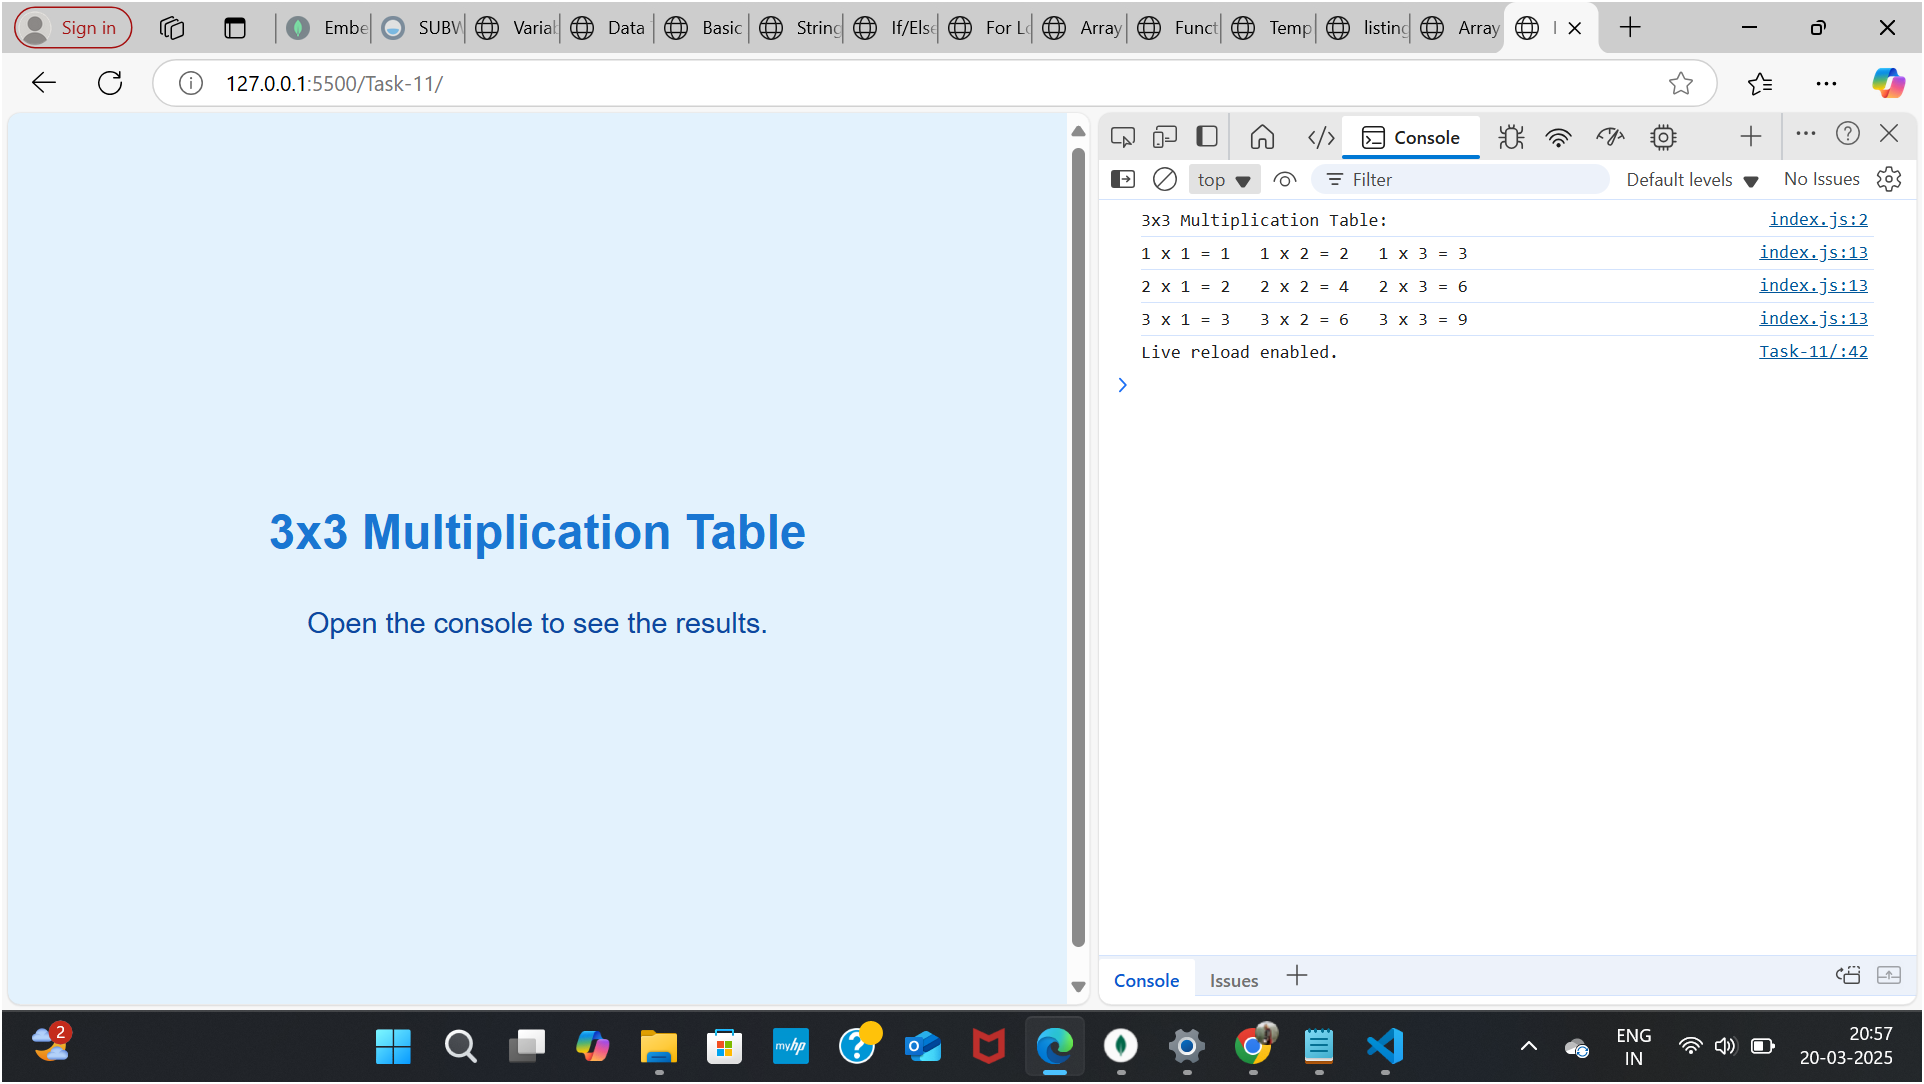 Sign in
Embe
SUBW
Variab
Data
Basic
String
If/Else
For Lo
Array
Funct
Temp
listing
Array
127.0.0.1:5500/Task-11/
3x3 Multiplication Table
Open the console to see the results.
Console
top
Filter
Default levels
No Issues
3x3 Multiplication Table: index.js:2
1 x 1 = 1 1 x 2 = 2 1 x 3 = 3 index.js:13
2 x 1 = 2 2 x 2 = 4 2 x 3 = 6 index.js:13
3 x 1 = 3 3 x 2 = 6 3 x 3 = 9 index.js:13
Live reload enabled. Task-11/:42
Console
Issues
2
myhp
ENG
IN
20:57
20-03-2025